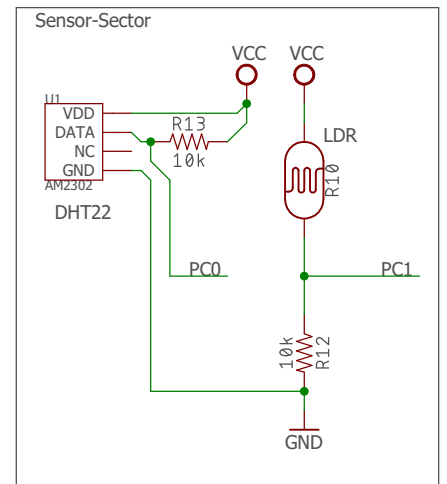 Sensor-Sector
VCC
VCC
U1
VDD
DATA
NC
GND
AM2302
DHT22
R13
10k
LDR
R10
PC0
PC1
10k
R12
GND